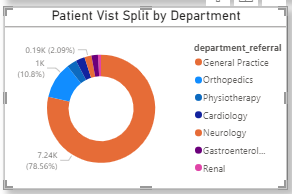 Patient Vist Split by Department
0.19K (2.09%)
1K
(10.8%)
7.24K
(78.56%)
department_referral
General Practice
Orthopedics
Physiotherapy
Cardiology
Neurology
Gasterentrol...
Renal